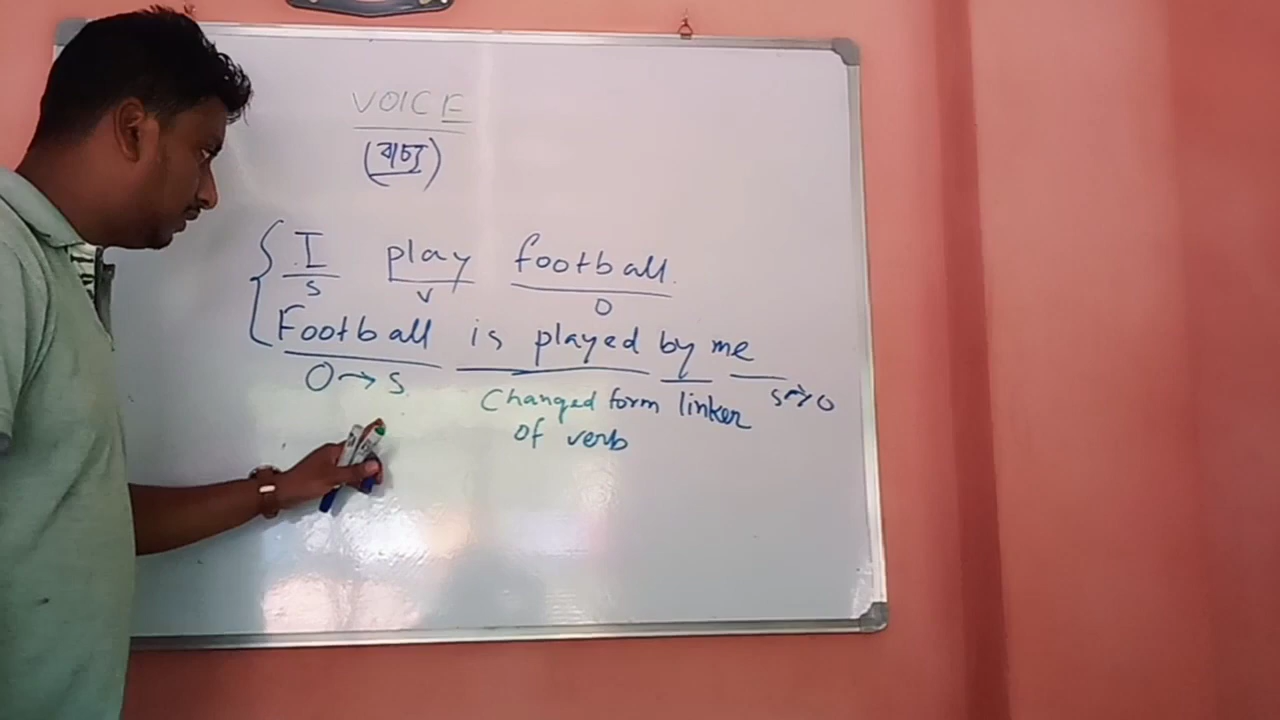 VOICE
(বাচ্য)
I play football.
S V O
Football is played by me
O → S Changed form linker S → O
of verb